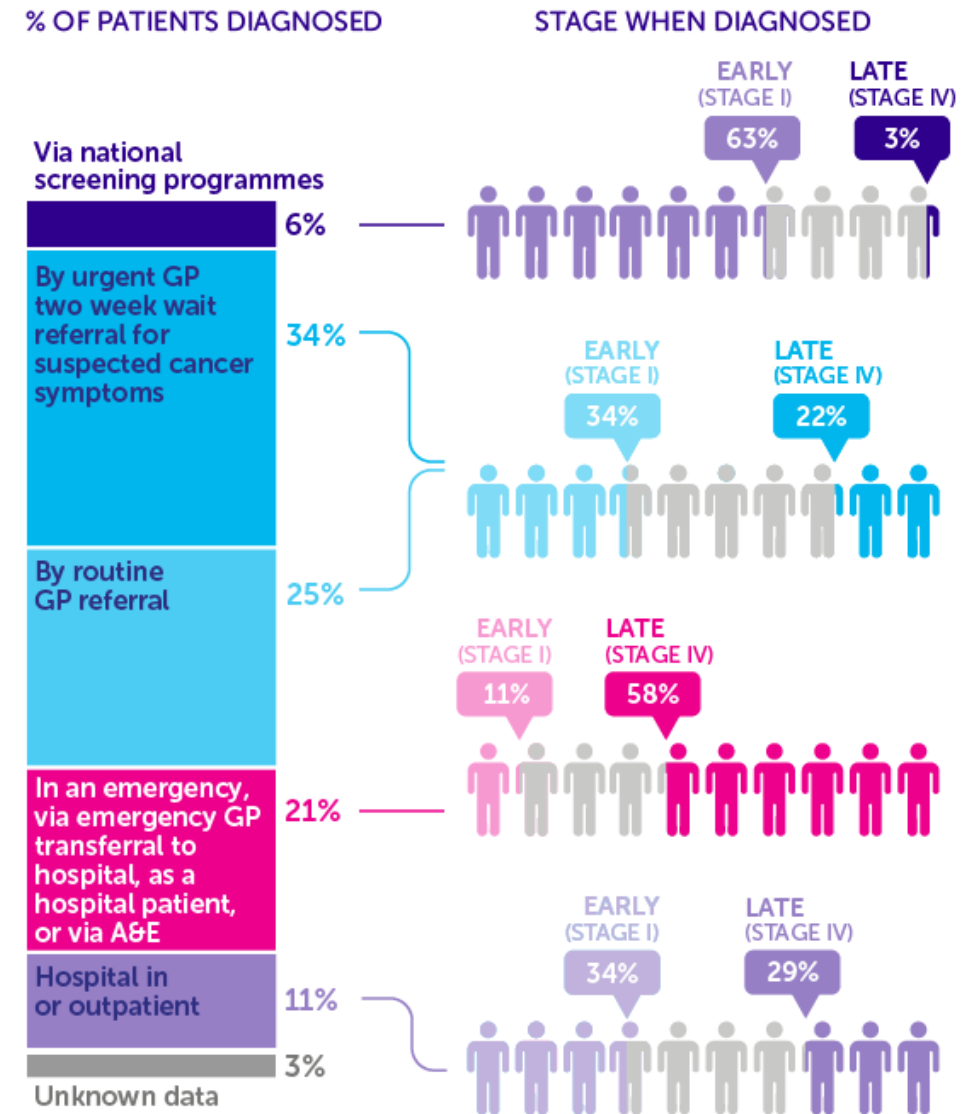 % OF PATIENTS DIAGNOSED
STAGE WHEN DIAGNOSED
Via national
screening programmes
6%
EARLY
(STAGE I)
63%
LATE
(STAGE IV)
3%
By urgent GP
two week wait
referral for
suspected cancer
symptoms
34%
By routine
GP referral
25%
EARLY
(STAGE I)
34%
LATE
(STAGE IV)
22%
In an emergency,
via emergency GP
transferral to
hospital, as a
hospital patient,
or via A&E
21%
EARLY
(STAGE I)
11%
LATE
(STAGE IV)
58%
Hospital in
or outpatient
11%
EARLY
(STAGE I)
34%
LATE
(STAGE IV)
29%
3%
Unknown data